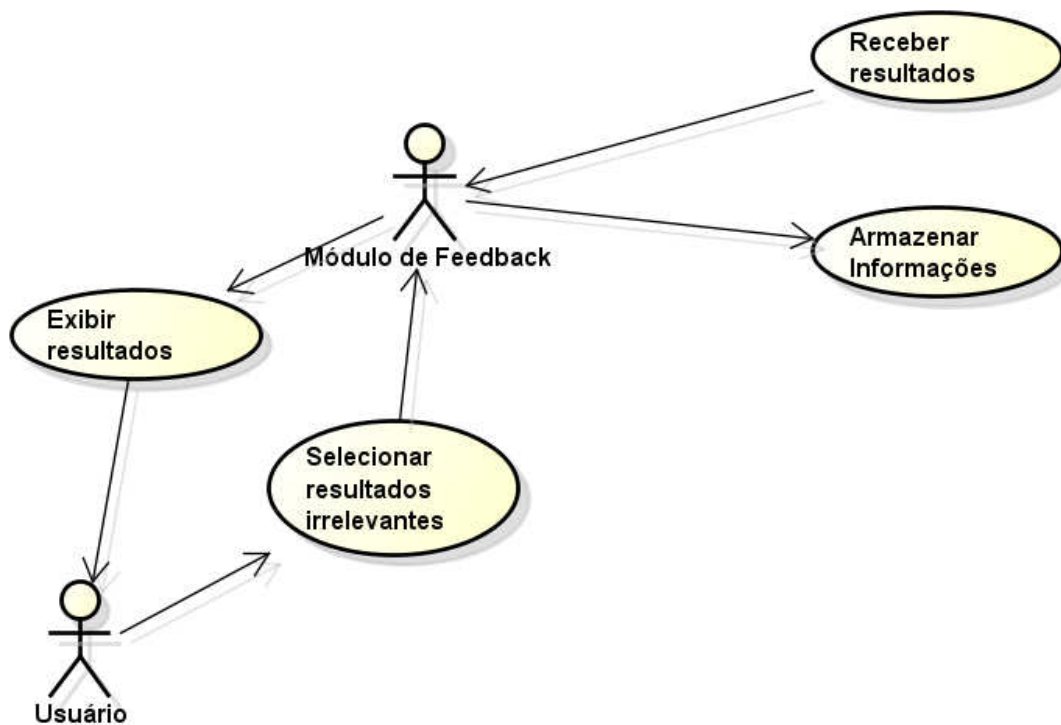 Receber
resultados
Módulo de Feedback
Armazenar
Informações
Exibir
resultados
Selecionar
resultados
irrelevantes
Usuário